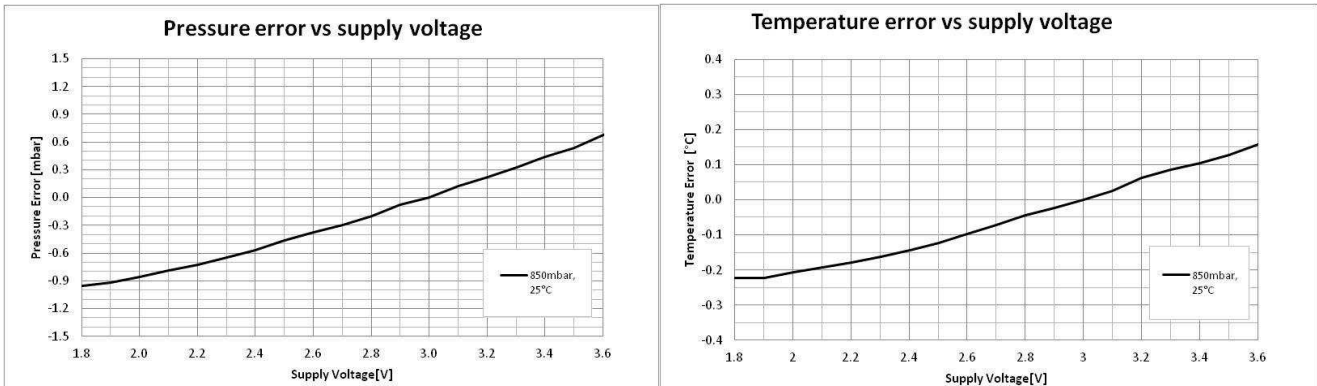 Pressure error vs supply voltage
1.5
1.2
0.9
0.6
0.3
0.0
-0.3
-0.6
-0.9
-1.2
-1.5
Pressure Error [mbar]
850mbar,
25°C
1.8 2.0 2.2 2.4 2.6 2.8 3.0 3.2 3.4 3.6
Supply Voltage[V]
Temperature error vs supply voltage
0.4
0.3
0.2
0.1
0.0
-0.1
-0.2
-0.3
-0.4
Temperature Error [°C]
850mbar,
25°C
1.8 2 2.2 2.4 2.6 2.8 3 3.2 3.4 3.6
Supply Voltage[V]